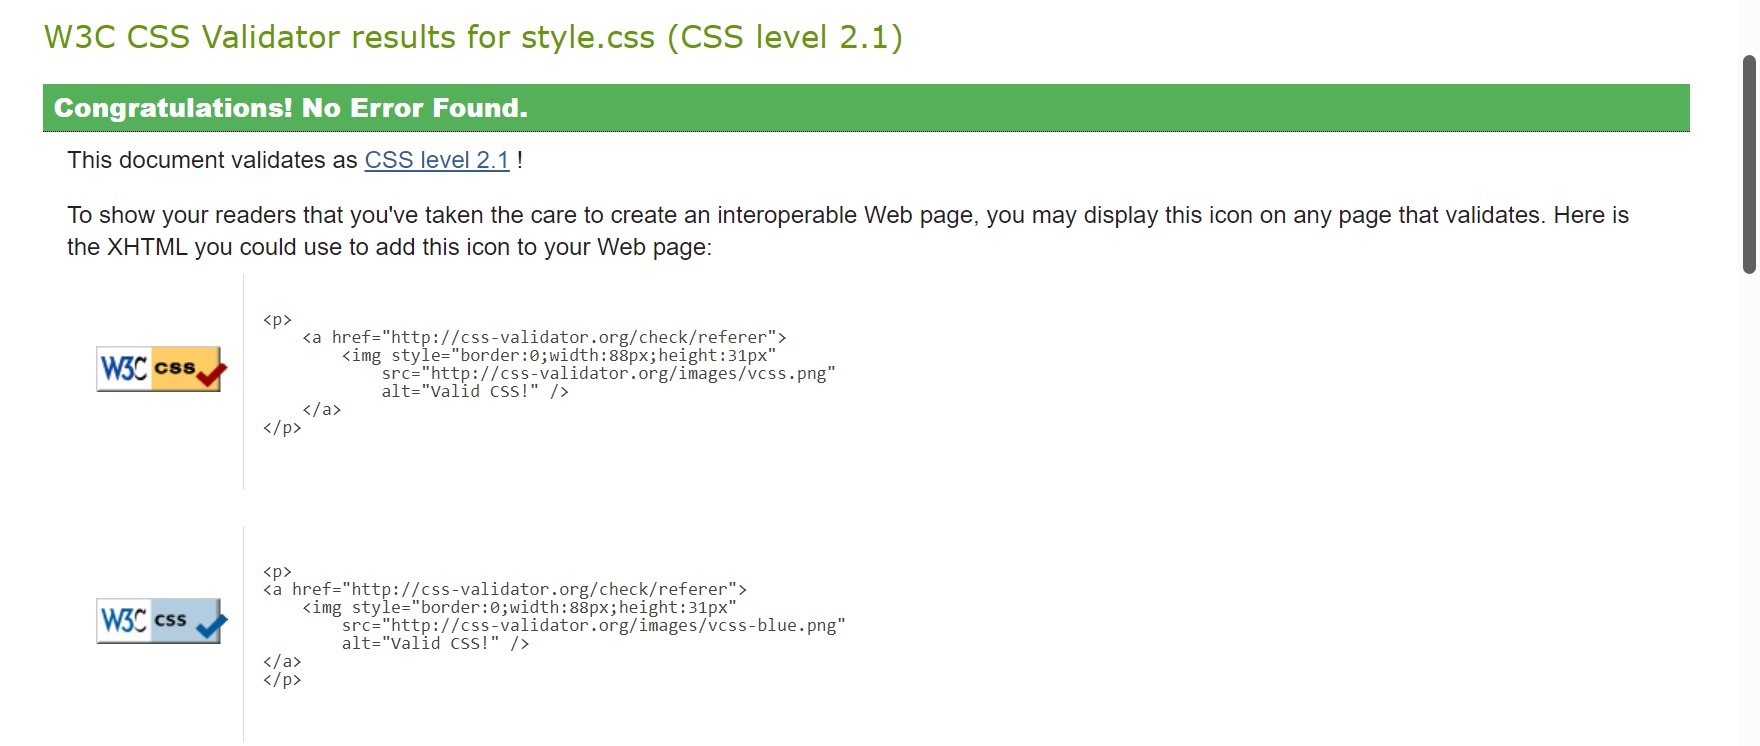 W3C CSS Validator results for style.css (CSS level 2.1)
Congratulations! No Error Found.
This document validates as CSS level 2.1 !
To show your readers that you've taken the care to create an interoperable Web page, you may display this icon on any page that validates. Here is
the XHTML you could use to add this icon to your Web page:
W3C css
<p>
<a href="http://css-validator.org/check/referer">
<img style="border:0;width:88px;height:31px"
src="http://css-validator.org/images/vcss.png"
alt="Valid CSS!" />
</a>
</p>
W3C css
<p>
<a href="http://css-validator.org/check/referer">
<img style="border:0;width:88px;height:31px"
src="http://css-validator.org/images/vcss-blue.png"
alt="Valid CSS!" />
</a>
</p>